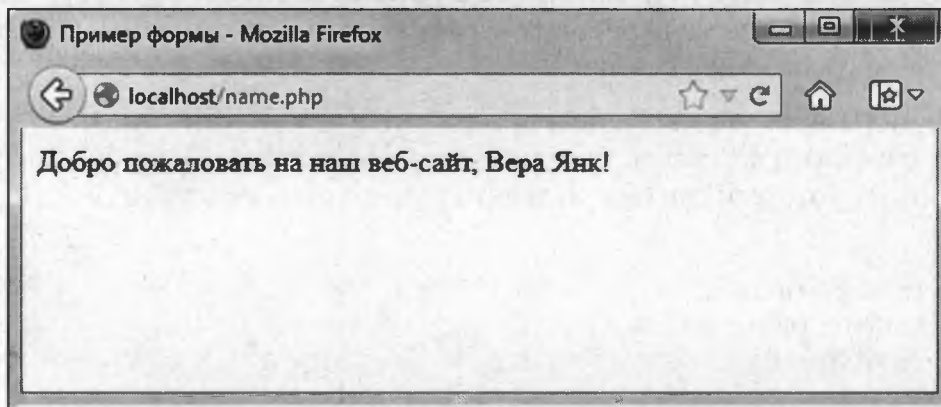 Пример формы - Mozilla Firefox
localhost/name.php
Добро пожаловать на наш веб-сайт, Вера Янк!